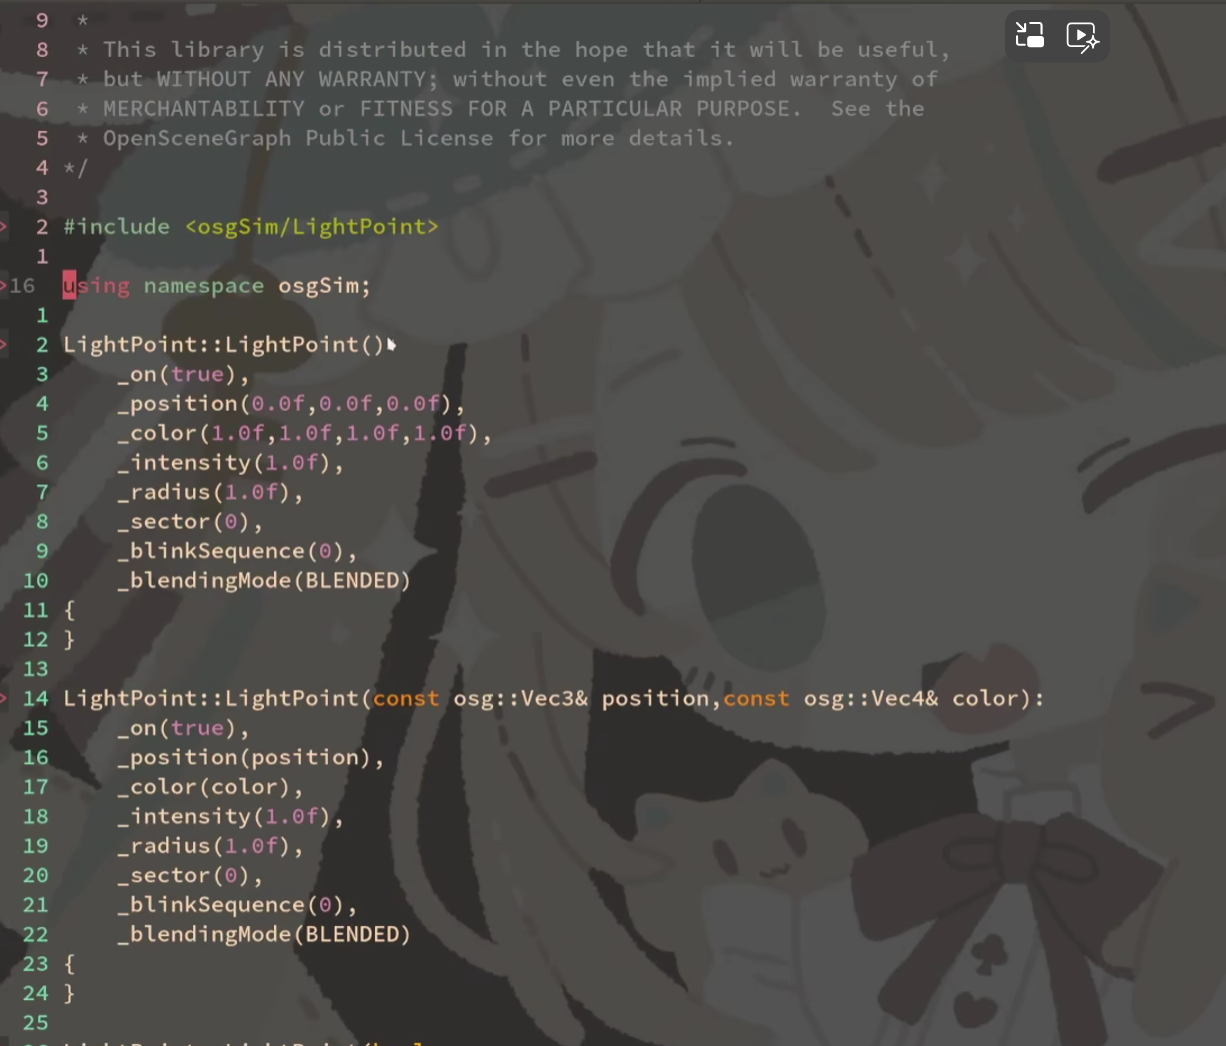 9  *
8  * This library is distributed in the hope that it will be useful,
7  * but WITHOUT ANY WARRANTY; without even the implied warranty of
6  * MERCHANTABILITY or FITNESS FOR A PARTICULAR PURPOSE.  See the
5  * OpenSceneGraph Public License for more details.
4 */
3
2 #include <osgSim/LightPoint>
1
16 using namespace osgSim;
1
2 LightPoint::LightPoint()
3     _on(true),
4     _position(0.0f,0.0f,0.0f),
5     _color(1.0f,1.0f,1.0f,1.0f),
6     _intensity(1.0f),
7     _radius(1.0f),
8     _sector(0),
9     _blinkSequence(0),
10     _blendingMode(BLENDED)
11 {
12 }
13
14 LightPoint::LightPoint(const osg::Vec3& position,const osg::Vec4& color):
15     _on(true),
16     _position(position),
17     _color(color),
18     _intensity(1.0f),
19     _radius(1.0f),
20     _sector(0),
21     _blinkSequence(0),
22     _blendingMode(BLENDED)
23 {
24 }
25